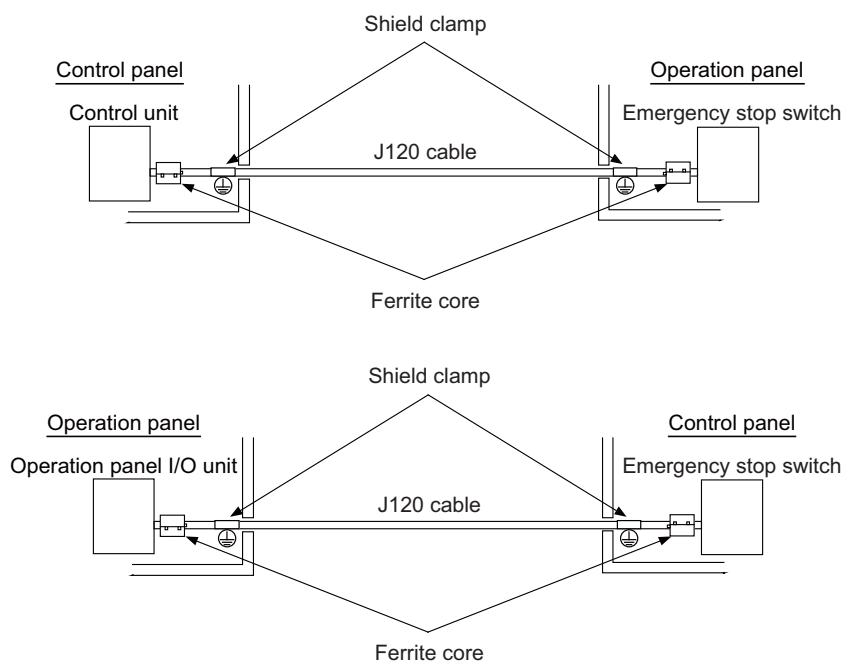 Shield clamp
Control panel
Operation panel
Control unit
Emergency stop switch
J120 cable
Ferrite core
Shield clamp
Operation panel
Control panel
Operation panel I/O unit
Emergency stop switch
J120 cable
Ferrite core